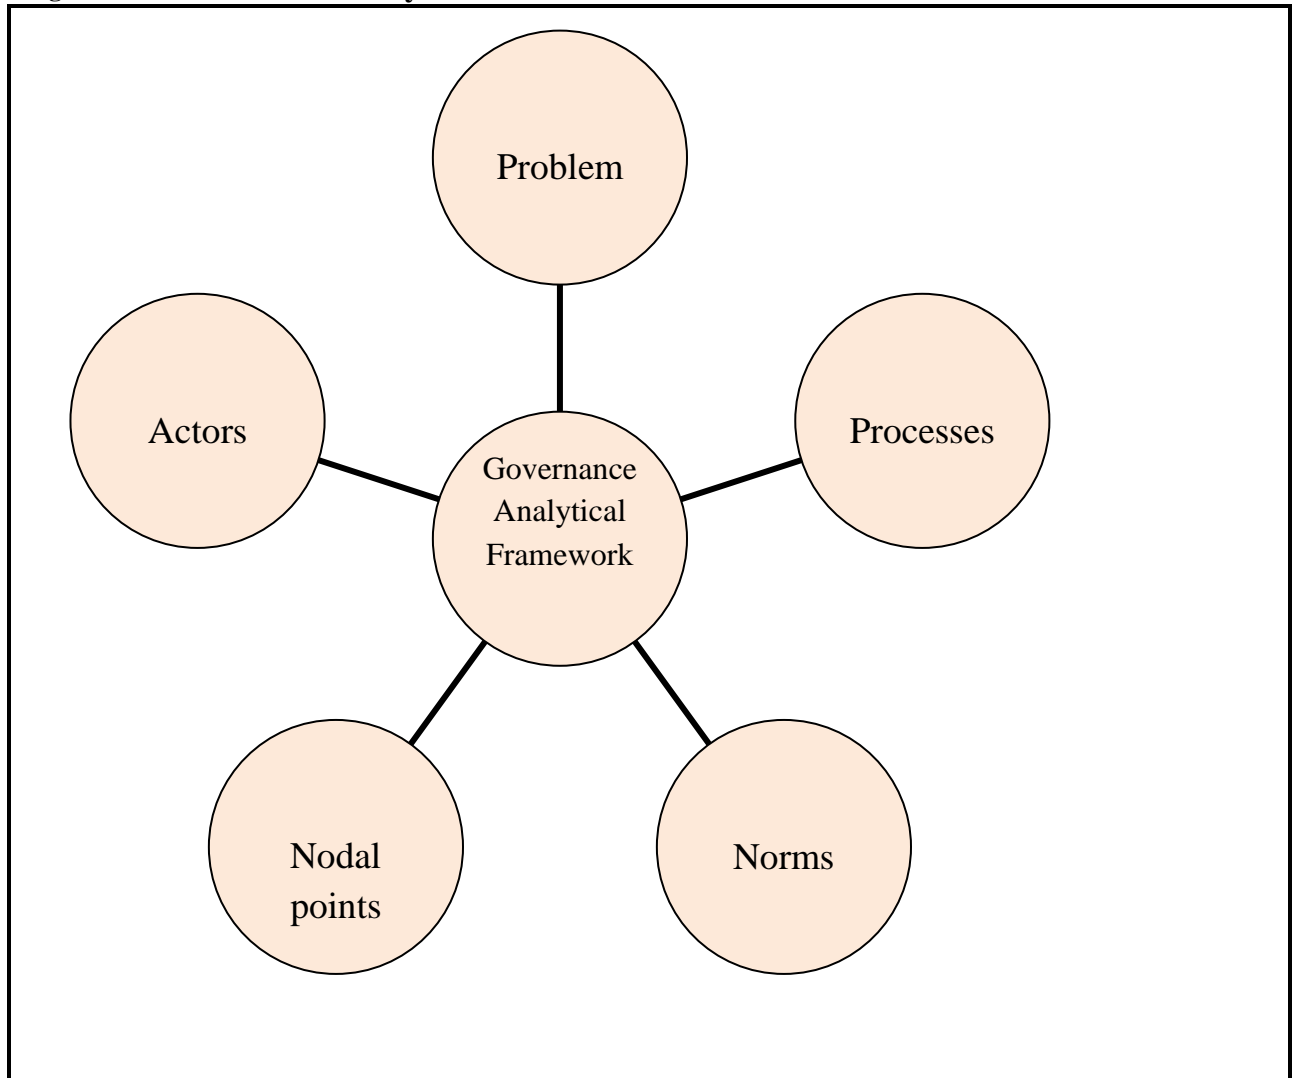 Problem
Actors
Processes
Governance
Analytical
Framework
Nodal
points
Norms